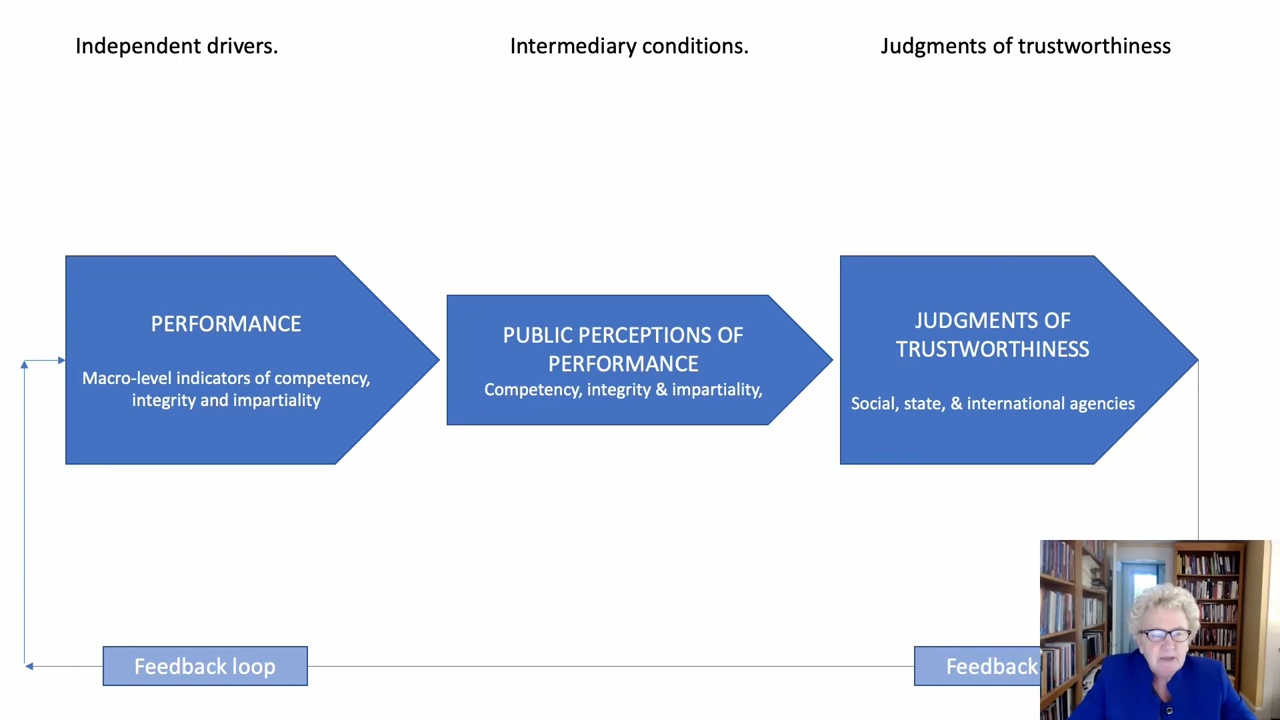 Independent drivers.
Intermediary conditions.
Judgments of trustworthiness
PERFORMANCE
Macro-level indicators of competency,
integrity and impartiality
PUBLIC PERCEPTIONS OF
PERFORMANCE
Competency, integrity & impartiality,
JUDGMENTS OF
TRUSTWORTHINESS
Social, state, & international agencies
Feedback loop
Feedback